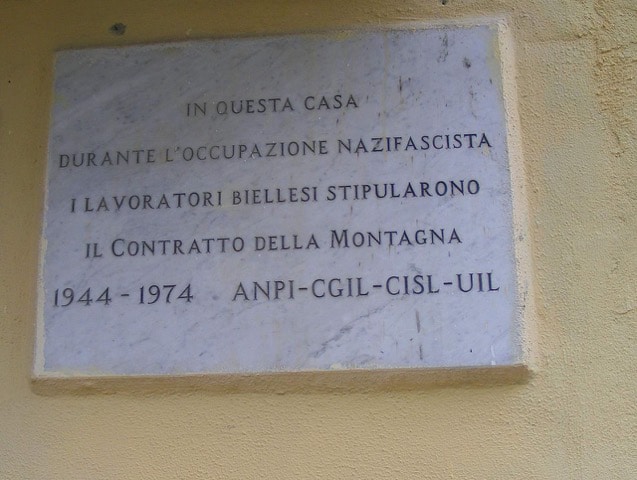 IN QUESTA CASA
DURANTE L'OCCUPAZIONE NAZIFASCISTA
I LAVORATORI BIELLESI STIPULARONO
IL CONTRATTO DELLA MONTAGNA
1944 - 1974 ANPI-CGIL-CISL-UIL